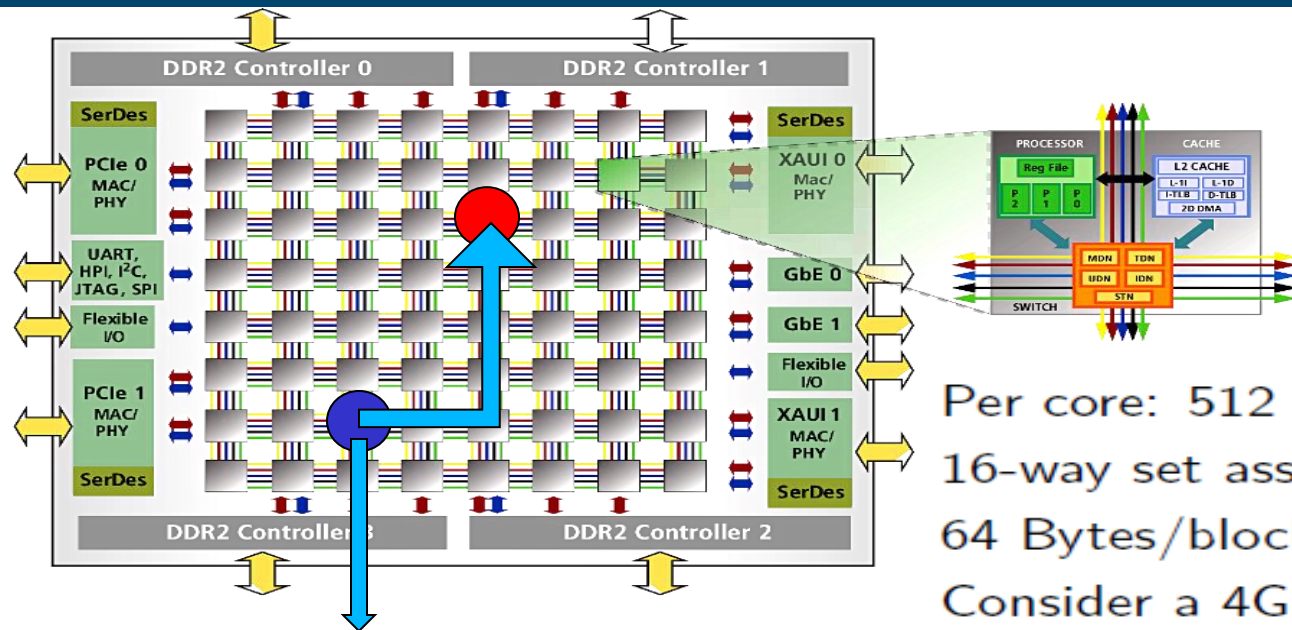 DDR2 Controller 0
DDR2 Controller 1
SerDes
PCIe 0
MAC/
PHY
UART,
HPI, I²C,
JTAG, SPI
Flexible
I/O
PCIe 1
MAC/
PHY
SerDes
SerDes
XAUI 0
Mac/
PHY
GbE 0
GbE 1
Flexible
I/O
XAUI 1
MAC/
PHY
SerDes
DDR2 Controller 3
DDR2 Controller 2
PROCESSOR
Reg File
P 2
P 1
P 0
CACHE
L2 CACHE
L-1I L-1D
I-TLB D-TLB
2D DMA
MDN TDN
UDN IDN
STN
SWITCH
Per core: 512
16-way set ass
64 Bytes/bloc
Consider a 4G